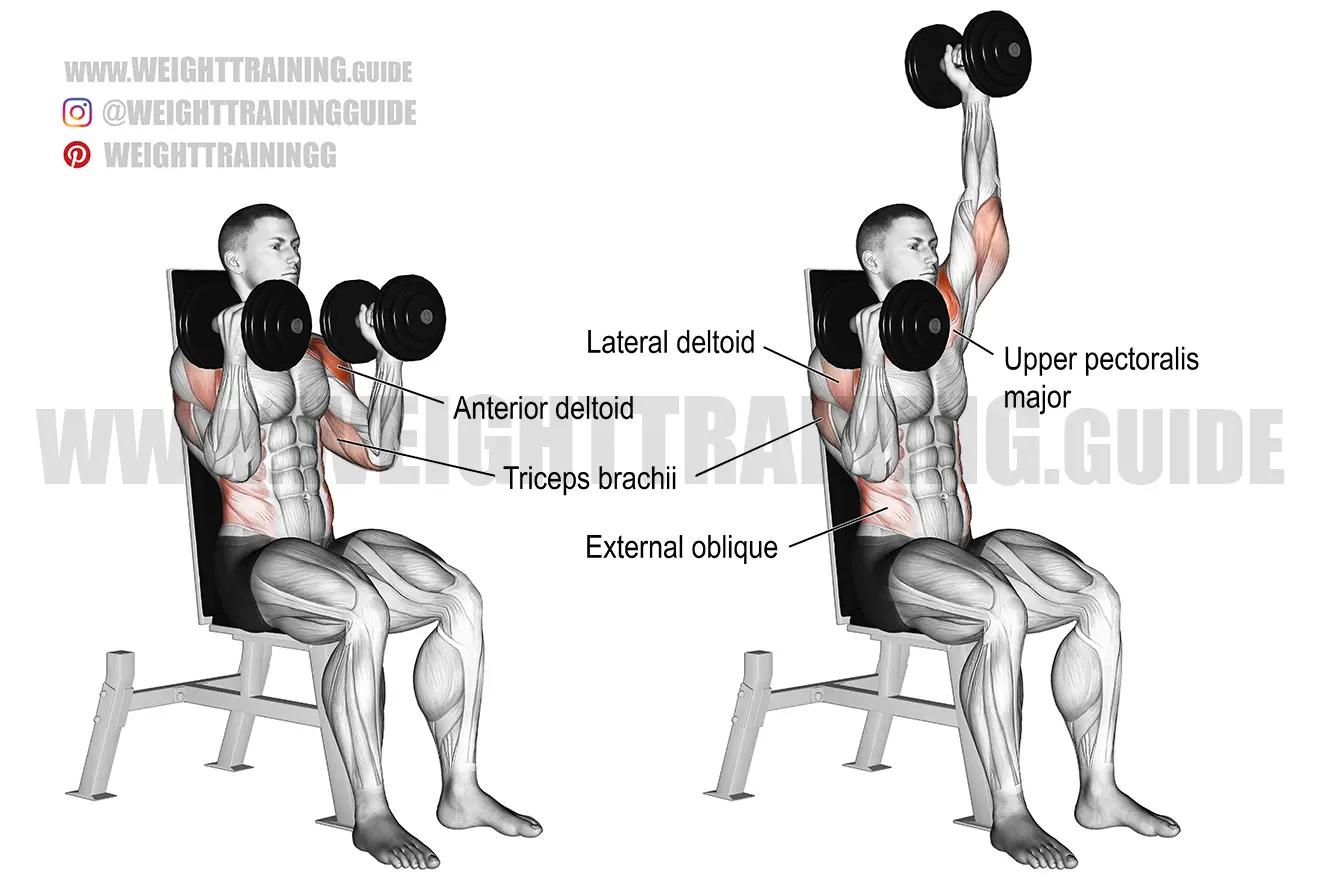 WWW.WEIGHTTRAINING.GUIDE
@WEIGHTTRAININGGUIDE
WEIGHTTRAININGG
Lateral deltoid
Upper pectoralis
major
Anterior deltoid
WWW.WEIGHTTRAINING.GUIDE
Triceps brachii
External oblique